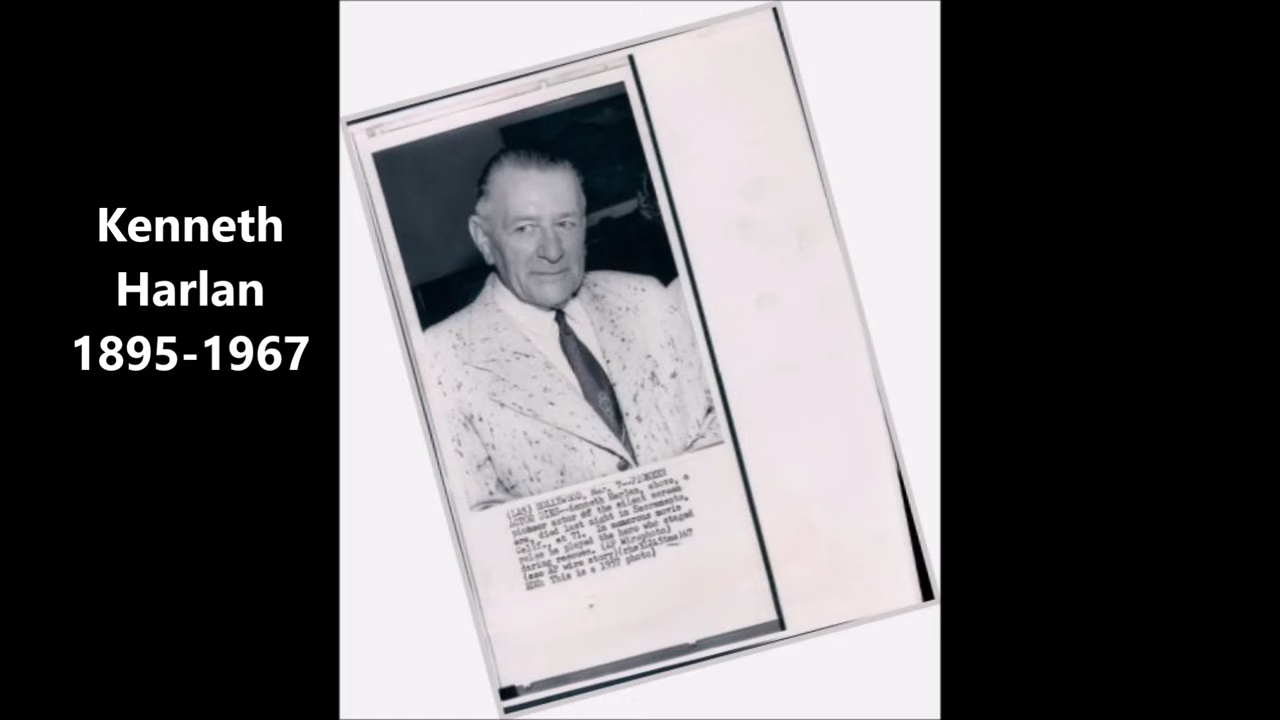 Kenneth
Harlan
1895-1967
(LA5) HOLLYWOOD, Mar. 7--PIONEER
ACTOR DIES--Kenneth Harlan, above, a
pioneer actor of the silent screen
era, died last night in Sacramento,
Calif., at 71. In numerous movie
roles he played the hero who staged
daring rescues. (AP Wirephoto)
(see AP wire story)
This is a 1957 photo)